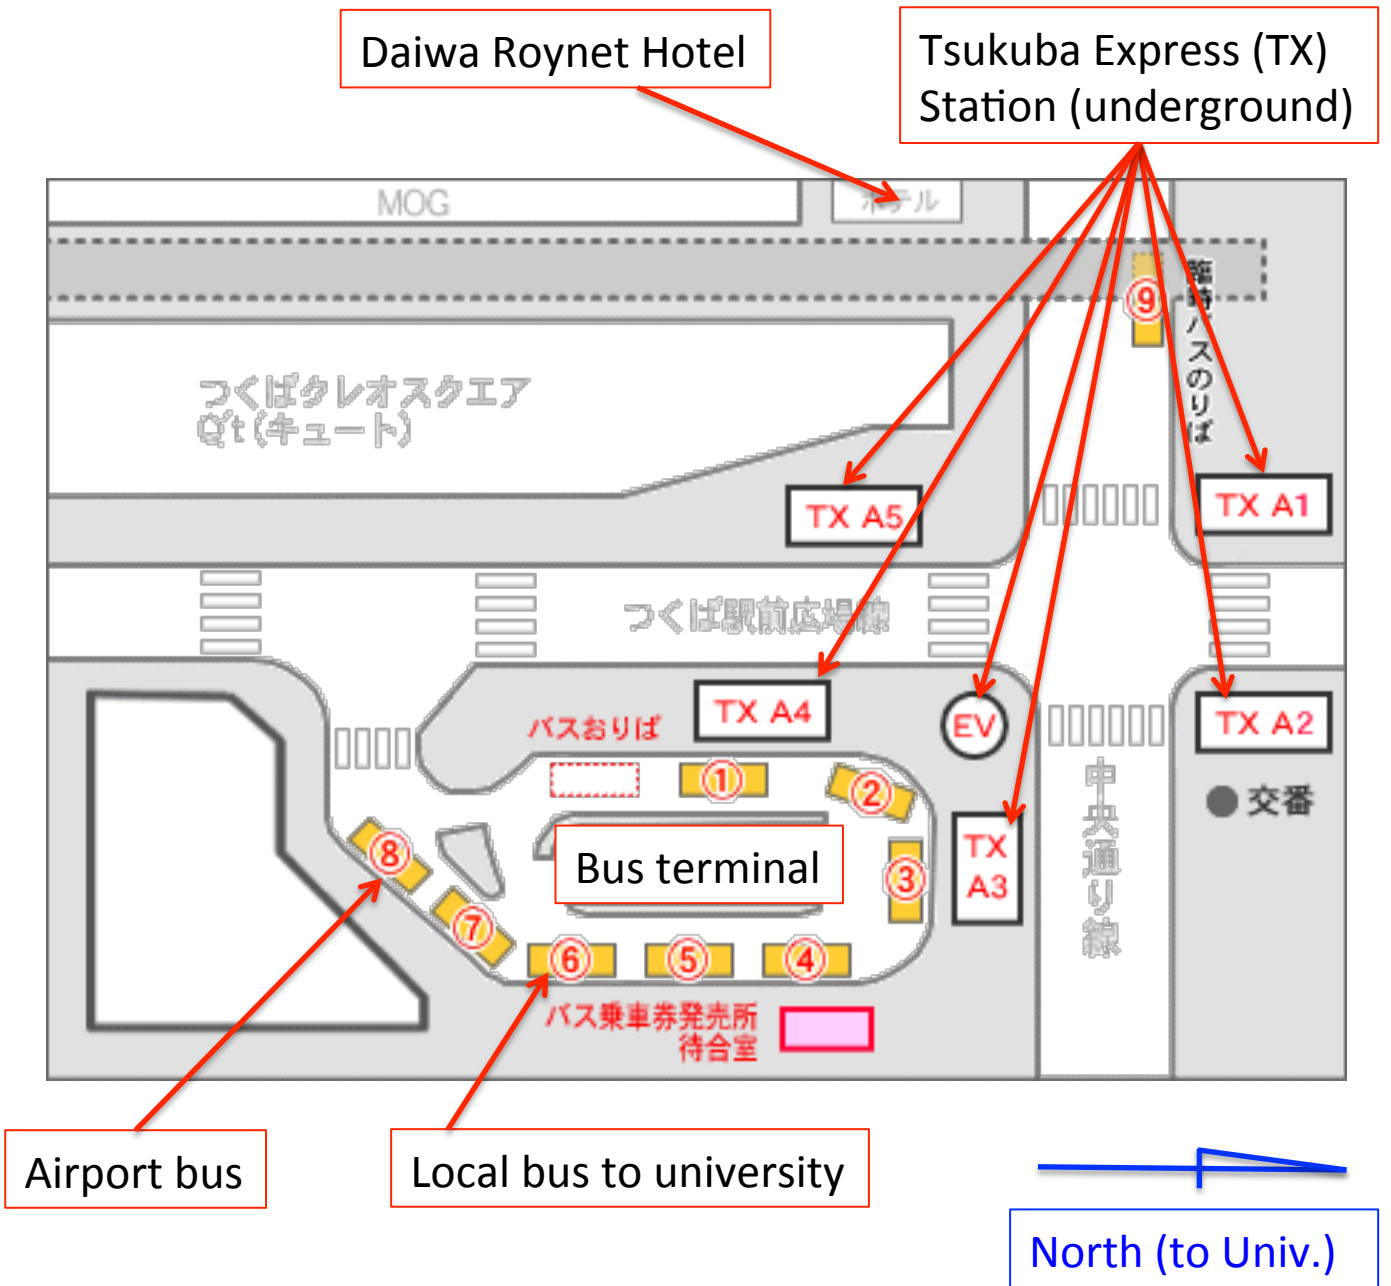 Daiwa Roynet Hotel
Tsukuba Express (TX)
Station (underground)
MOG
ホテル
⑨
臨時バスのりば
つくばクレオスクエア
Q't(キュート)
TX A5
TX A1
つくば駅前広場線
TX A4
EV
TX A2
バスおりば
①
②
中央通り線
交番
TX
A3
⑧
Bus terminal
③
⑦
⑥
⑤
④
バス乗車券発売所
待合室
Airport bus
Local bus to university
North (to Univ.)